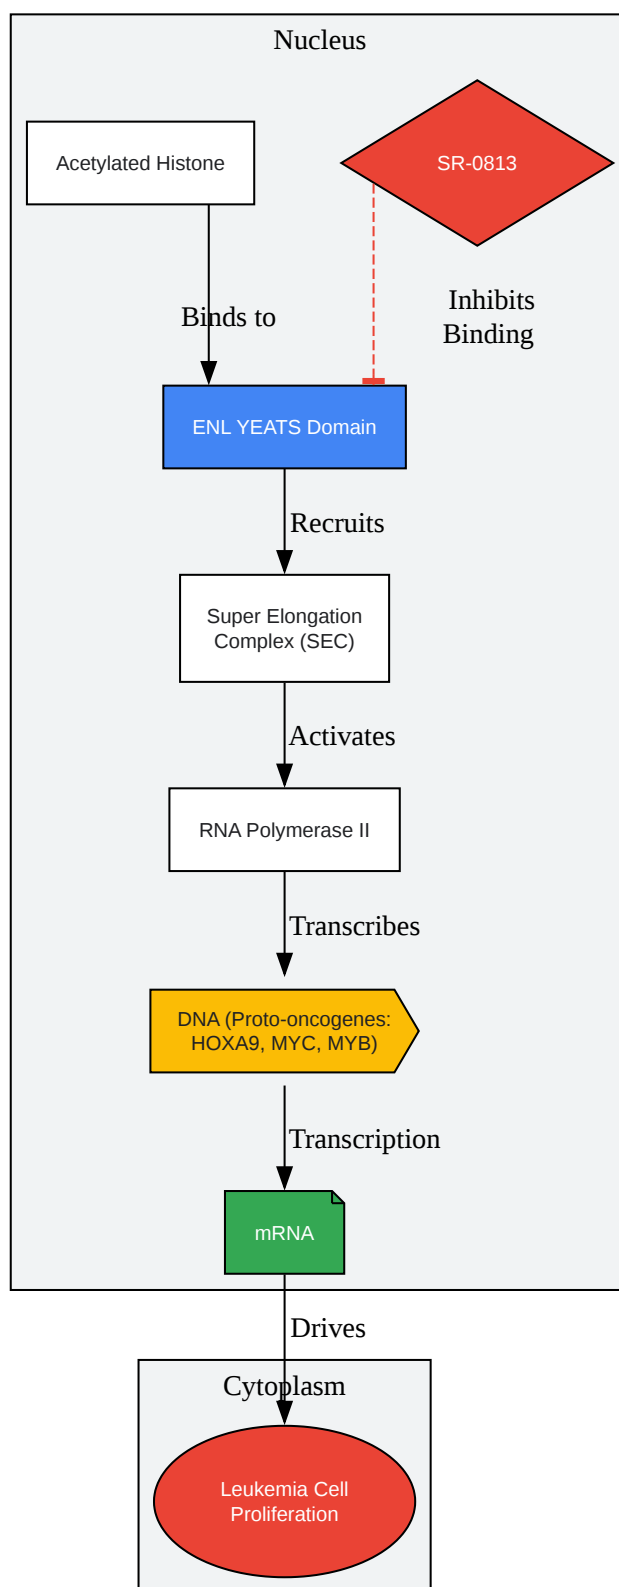 Nucleus
Acetylated Histone
SR-0813
Binds to
Inhibits
Binding
ENL YEATS Domain
Recruits
Super Elongation
Complex (SEC)
Activates
RNA Polymerase II
Transcribes
DNA (Proto-oncogenes:
HOXA9, MYC, MYB)
Transcription
mRNA
Drives
Cytoplasm
Leukemia Cell
Proliferation